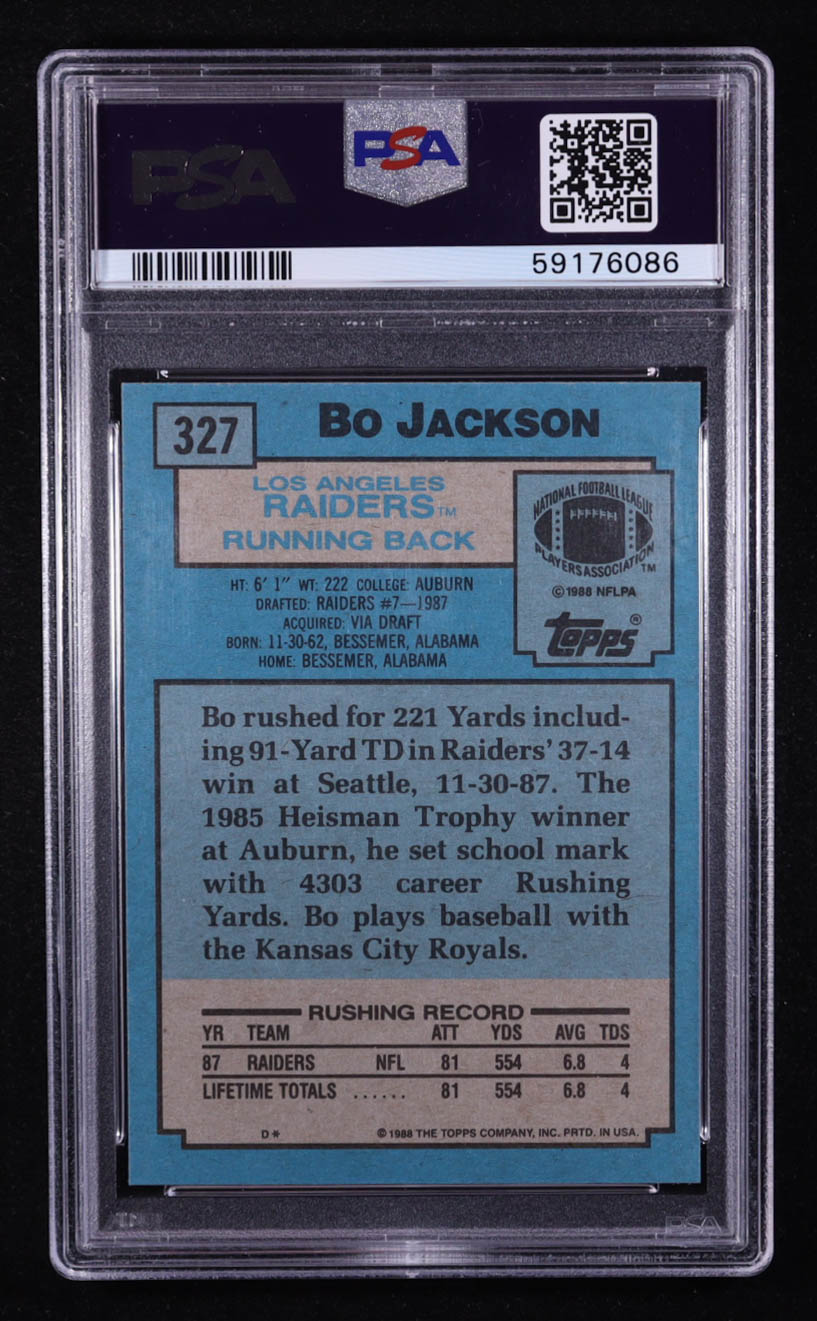 PSA
PSA
59176086
327
BO JACKSON
LOS ANGELES
RAIDERS™
RUNNING BACK
NATIONAL FOOTBALL LEAGUE
PLAYERS ASSOCIATION™
©1988 NFLPA
topps®
HT: 6' 1" WT: 222 COLLEGE: AUBURN
DRAFTED: RAIDERS #7—1987
ACQUIRED: VIA DRAFT
BORN: 11-30-62, BESSEMER, ALABAMA
HOME: BESSEMER, ALABAMA
Bo rushed for 221 Yards includ-
ing 91-Yard TD in Raiders' 37-14
win at Seattle, 11-30-87. The
1985 Heisman Trophy winner
at Auburn, he set school mark
with 4303 career Rushing
Yards. Bo plays baseball with
the Kansas City Royals.
RUSHING RECORD
YR TEAM ATT YDS AVG TDS
87 RAIDERS NFL 81 554 6.8 4
LIFETIME TOTALS ...... 81 554 6.8 4
D* ©1988 THE TOPPS COMPANY, INC. PRTD. IN USA.
PSA